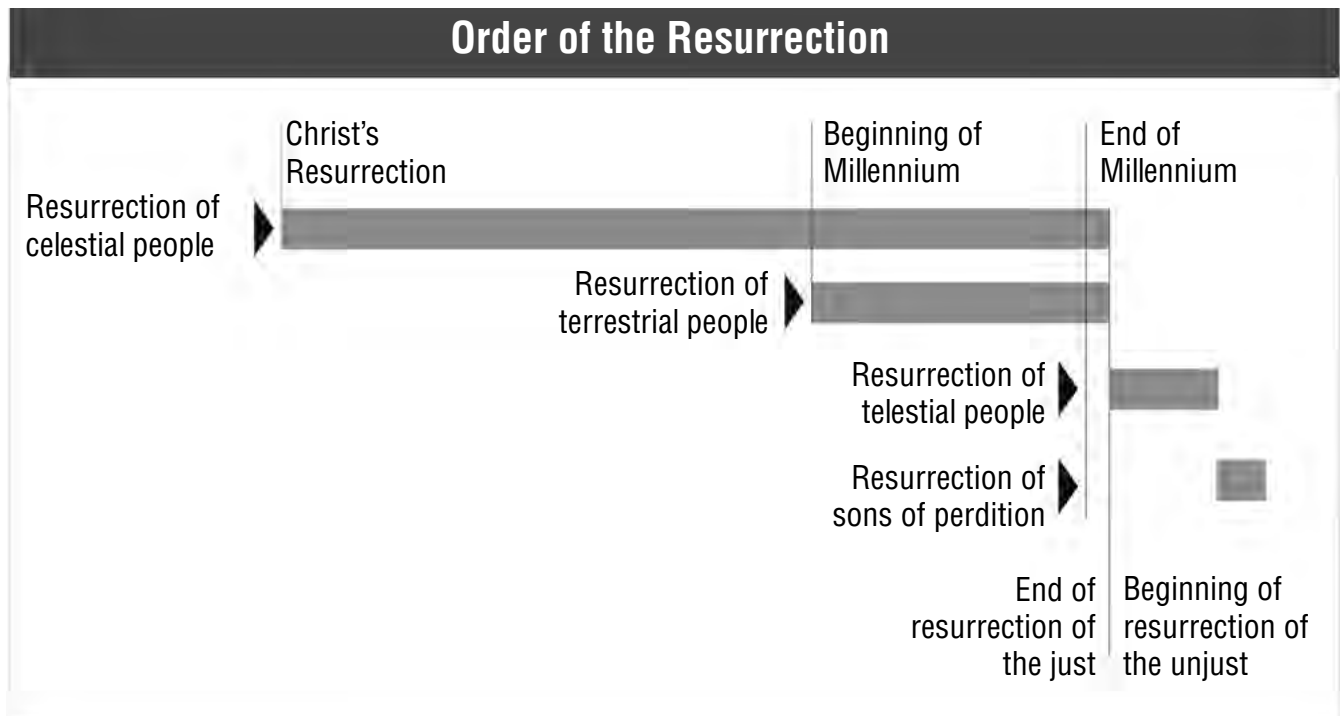 Order of the Resurrection
Christ’s
Resurrection
Beginning of
Millennium
End of
Millennium
Resurrection of
celestial people
Resurrection of
terrestrial people
Resurrection of
telestial people
Resurrection of
sons of perdition
End of
resurrection of
the just
Beginning of
resurrection of
the unjust